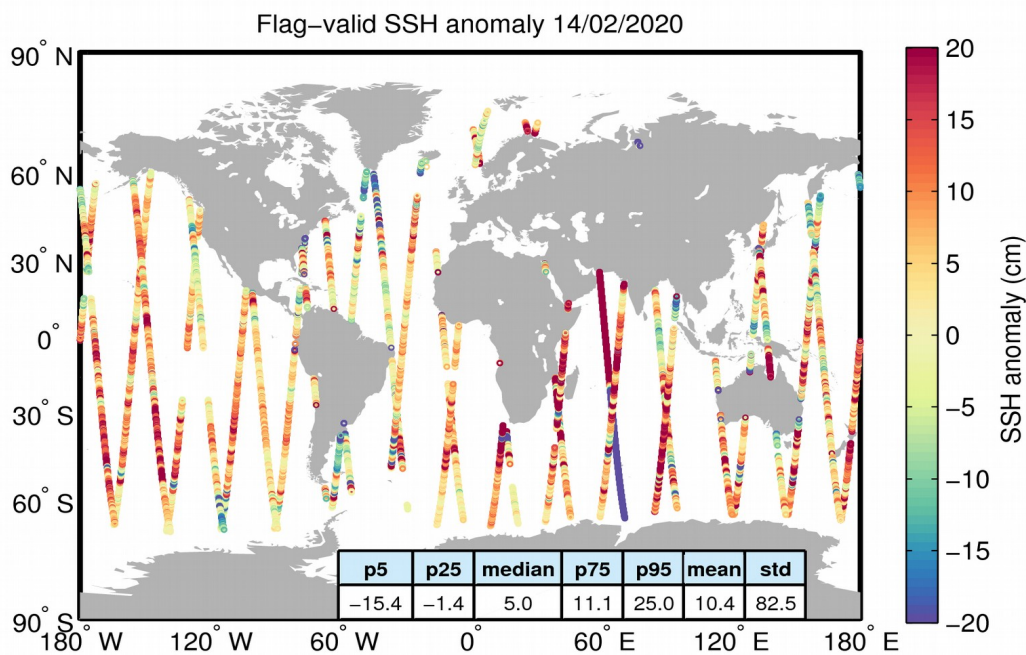 Flag−valid SSH anomaly 14/02/2020
90° N
60° N
30° N
0°
30° S
60° S
90° S
180° W 120° W 60° W 0° 60° E 120° E 180° E
p5 p25 median p75 p95 mean std
−15.4 −1.4 5.0 11.1 25.0 10.4 82.5
20
15
10
5
0
−5
−10
−15
−20
SSH anomaly (cm)